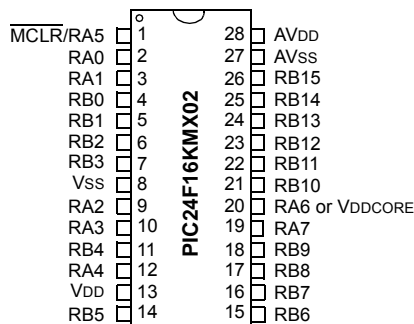 MCLR/RA5 1 28 AVDD
RA0 2 27 AVSS
RA1 3 26 RB15
RB0 4 25 RB14
RB1 5 24 RB13
RB2 6 23 RB12
RB3 7 22 RB11
VSS 8 21 RB10
RA2 9 20 RA6 or VDDCORE
RA3 10 19 RA7
RB4 11 18 RB9
RA4 12 17 RB8
VDD 13 16 RB7
RB5 14 15 RB6
PIC24F16KMX02